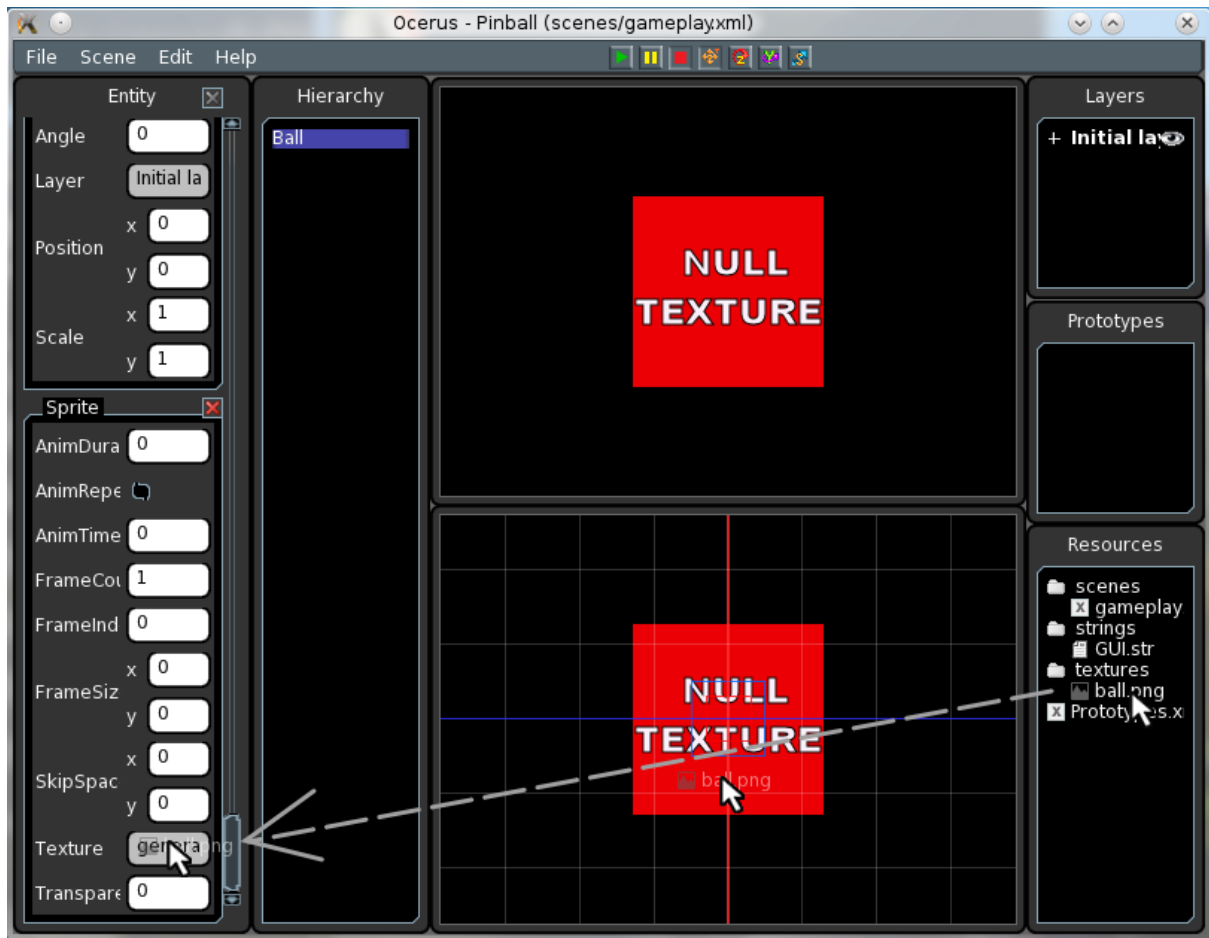 Ocerus - Pinball (scenes/gameplay.xml)
File Scene Edit Help
Entity
Angle 0
Layer Initial la
Position
x 0
y 0
Scale
x 1
y 1
Sprite
AnimDura 0
AnimRepe
AnimTime 0
FrameCou 1
FrameInd 0
FrameSiz
x 0
y 0
SkipSpac
x 0
y 0
Texture
Transpare 0
Hierarchy
Ball
NULL
TEXTURE
NULL
TEXTURE
ball.png
Layers
+ Initial la
Prototypes
Resources
scenes
gameplay
strings
GUI.str
textures
ball.png